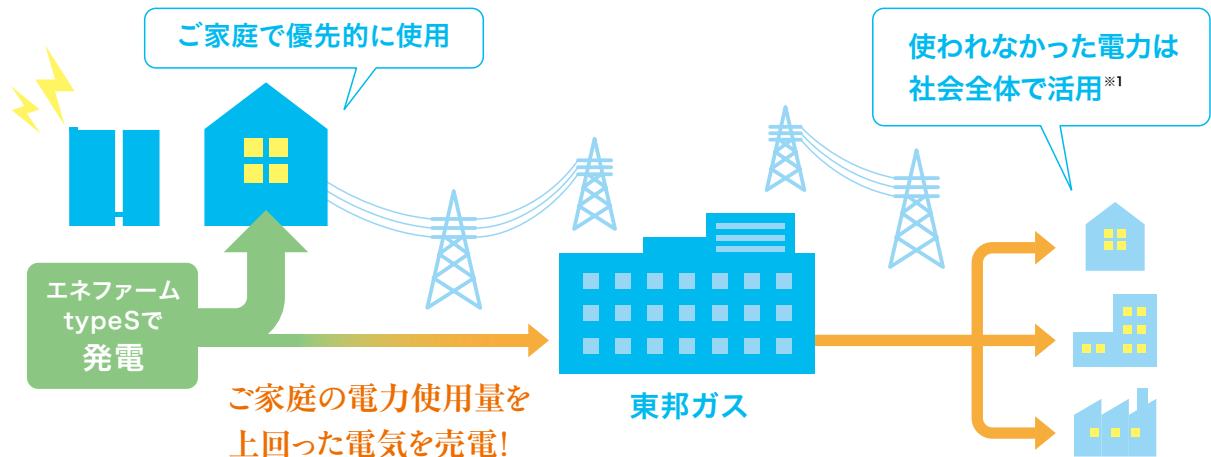 ご家庭で優先的に使用
使われなかった電力は
社会全体で活用※1
エネファーム
typeSで
発電
ご家庭の電力使用量を
上回った電気を売電!
東邦ガス